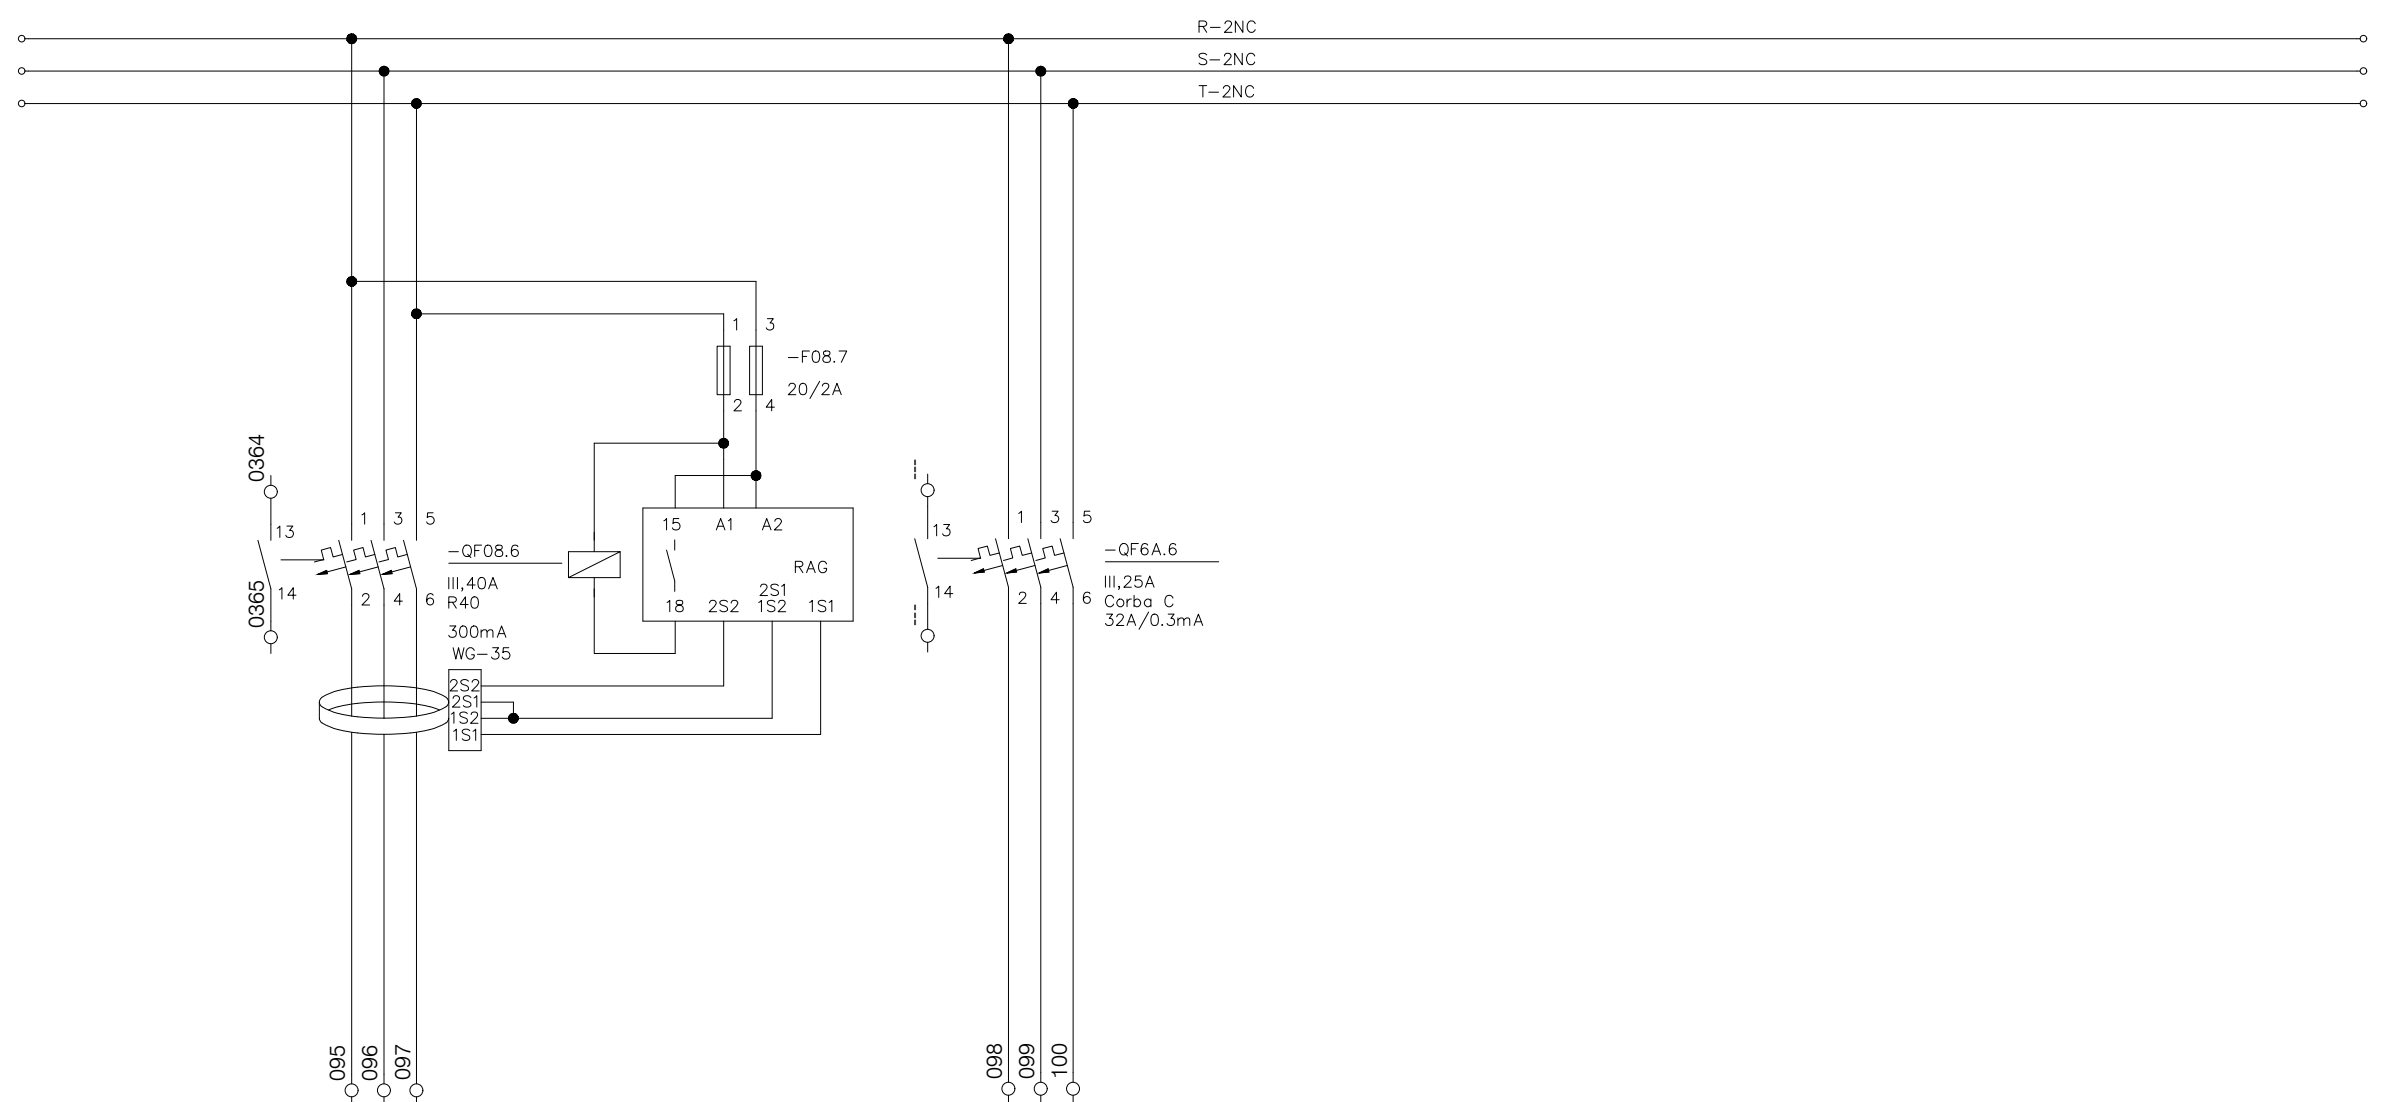 R-2NC
S-2NC
T-2NC
1
3
-F08.7
20/2A
2
4
0364
13
1
3
5
-QF08.6
III,40A
R40
300mA
WG-35
0365
14
2
4
6
15
A1
A2
RAG
2S1
18
2S2
1S2
1S1
2S2
2S1
1S2
1S1
---
13
1
3
5
-QF6A.6
III,25A
Corba C
32A/0.3mA
---
14
2
4
6
095
096
097
098
099
100